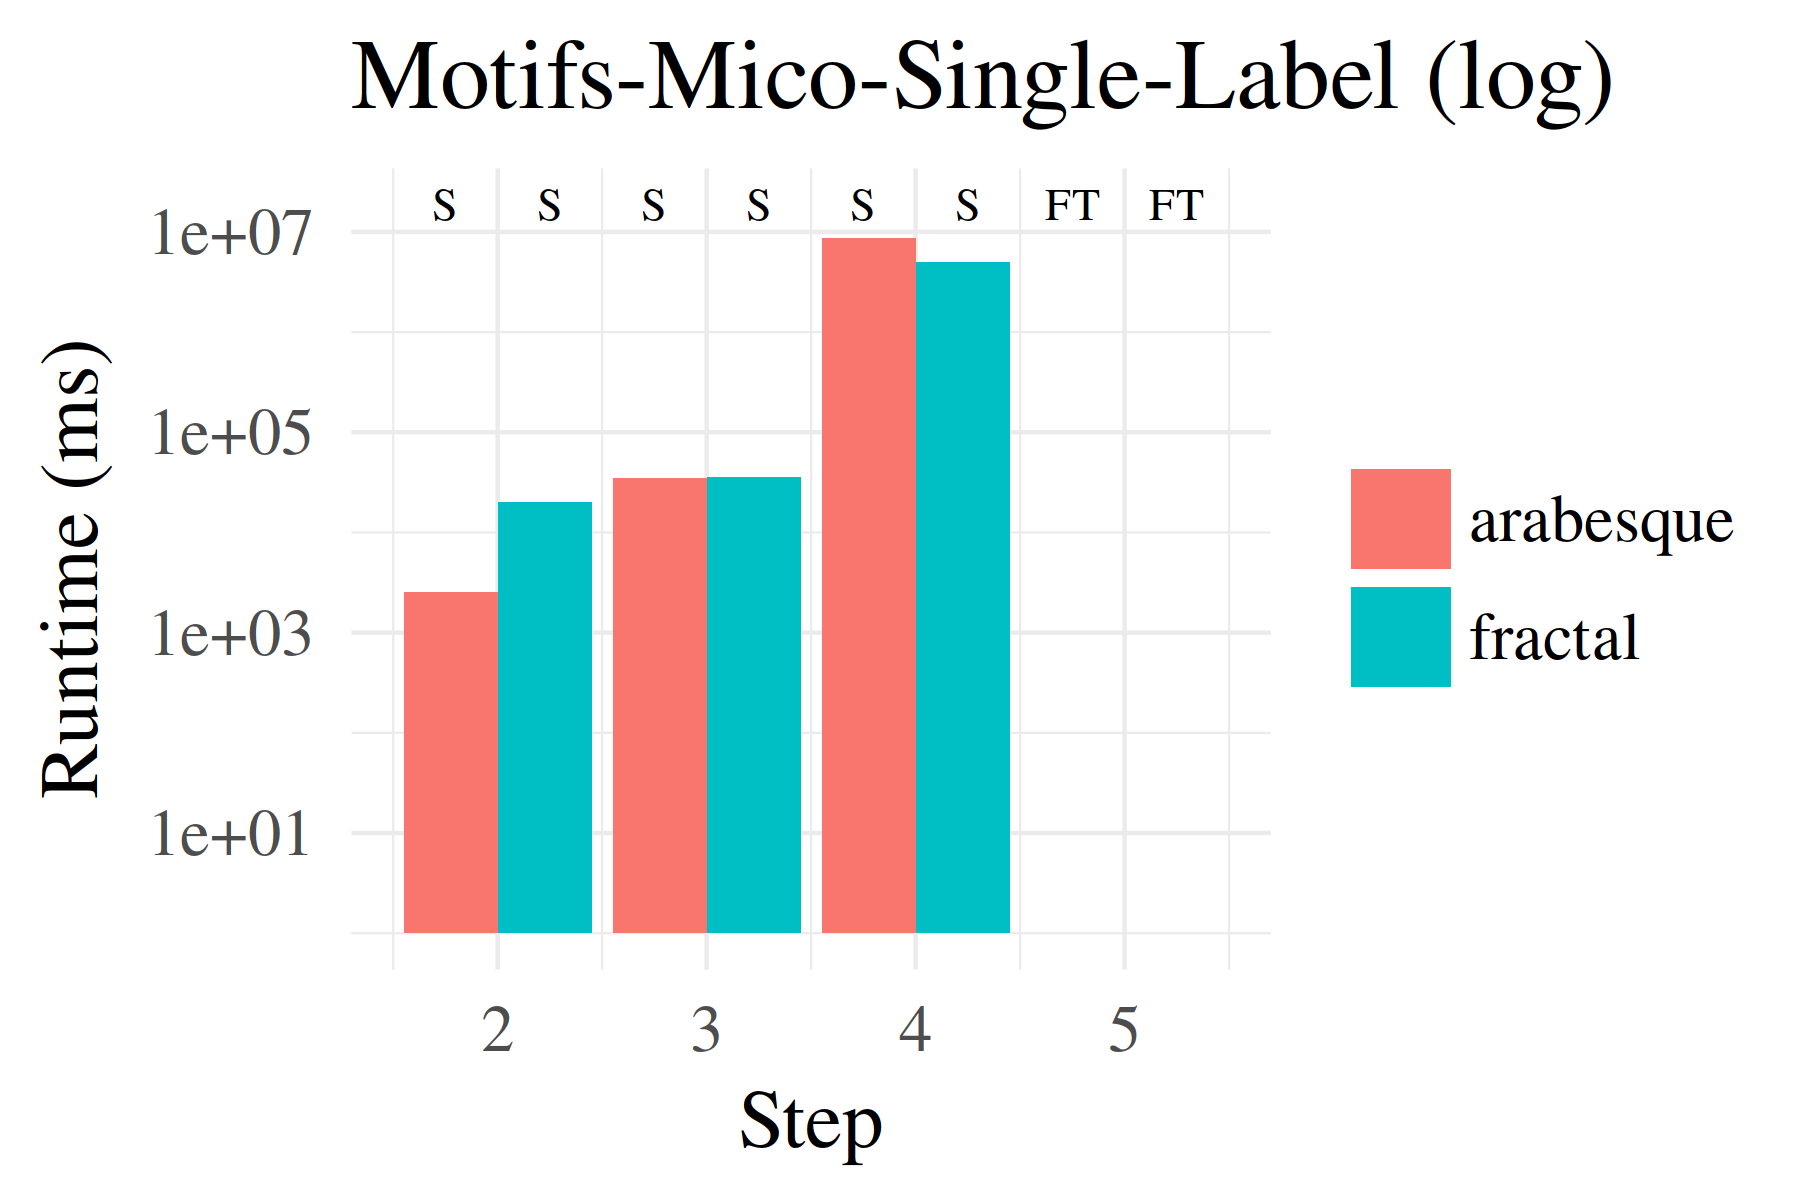 Motifs-Mico-Single-Label (log)
S S S S S S FT FT
1e+07
1e+05
1e+03
1e+01
Runtime (ms)
2 3 4 5
Step
arabesque
fractal